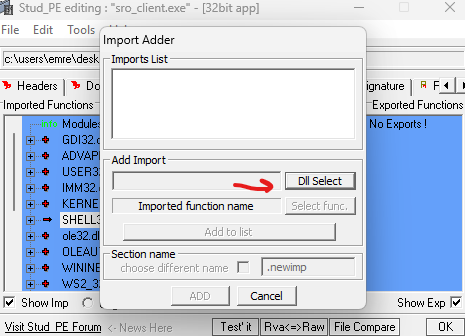 Stud_PE editing : "sro_client.exe" - [32bit app]
File Edit Tools
Import Adder
c:\users\emre\desk
Imports List
Headers
Do
ignature
F
Imported Functions
Exported Functions
Modules
No Exports !
GDI32.
ADVAP
USER3
IMM32.
KERNE
SHELL3
ole32.dl
OLEAU
WININE
WS2_3
Add Import
Dll Select
Imported function name
Select func.
Add to list
Section name
choose different name
.newimp
ADD
Cancel
Show Imp
Show Exp
Visit Stud_PE Forum
<- News Here
Test' it
Rva<=>Raw
File Compare
OK